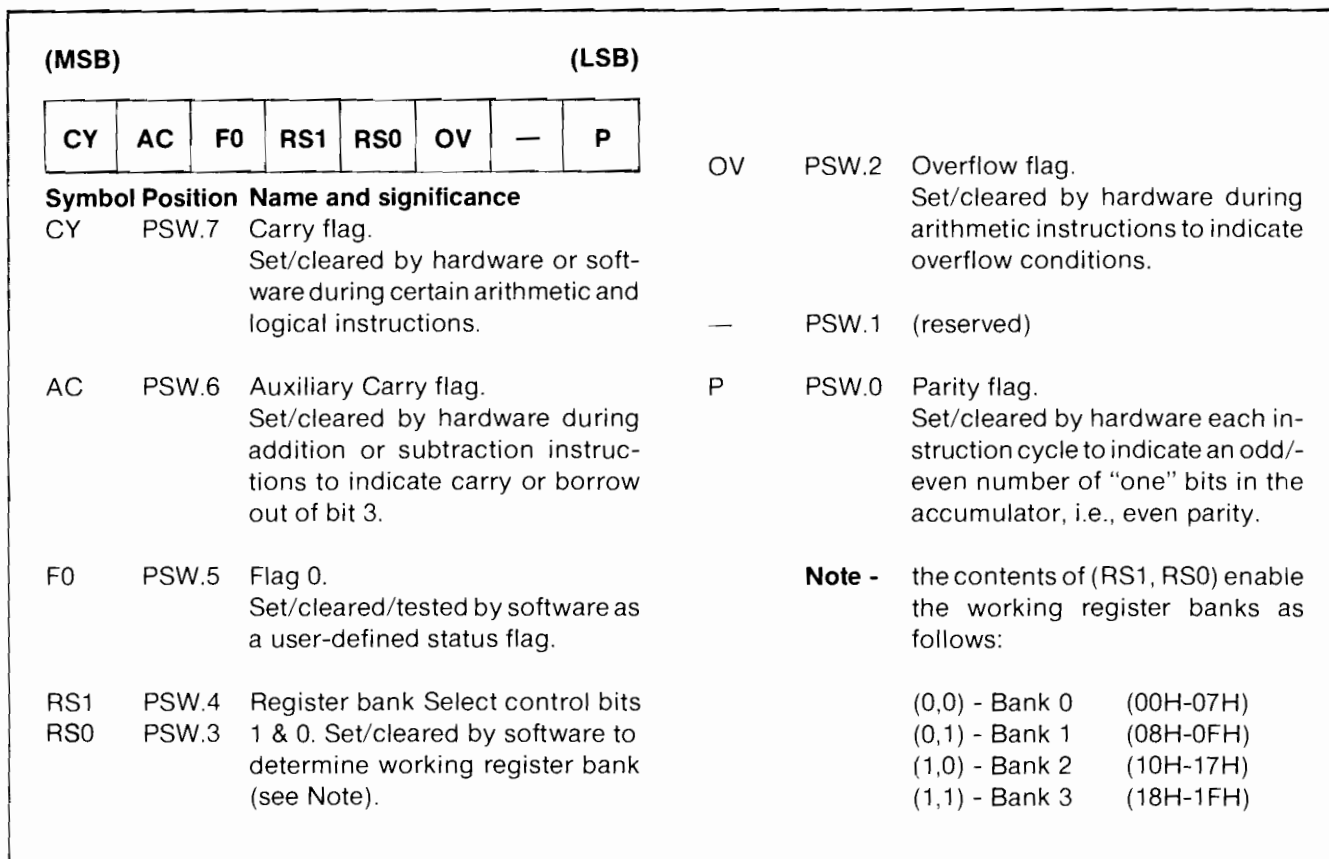 (MSB) (LSB)
CY AC F0 RS1 RS0 OV — P
Symbol Position Name and significance
CY PSW.7 Carry flag.
Set/cleared by hardware or soft-
ware during certain arithmetic and
logical instructions.
AC PSW.6 Auxiliary Carry flag.
Set/cleared by hardware during
addition or subtraction instruc-
tions to indicate carry or borrow
out of bit 3.
F0 PSW.5 Flag 0.
Set/cleared/tested by software as
a user-defined status flag.
RS1 PSW.4 Register bank Select control bits
RS0 PSW.3 1 & 0. Set/cleared by software to
determine working register bank
(see Note).
OV PSW.2 Overflow flag.
Set/cleared by hardware during
arithmetic instructions to indicate
overflow conditions.
— PSW.1 (reserved)
P PSW.0 Parity flag.
Set/cleared by hardware each in-
struction cycle to indicate an odd/-
even number of “one” bits in the
accumulator, i.e., even parity.
Note - the contents of (RS1, RS0) enable
the working register banks as
follows:
(0,0) - Bank 0 (00H-07H)
(0,1) - Bank 1 (08H-0FH)
(1,0) - Bank 2 (10H-17H)
(1,1) - Bank 3 (18H-1FH)